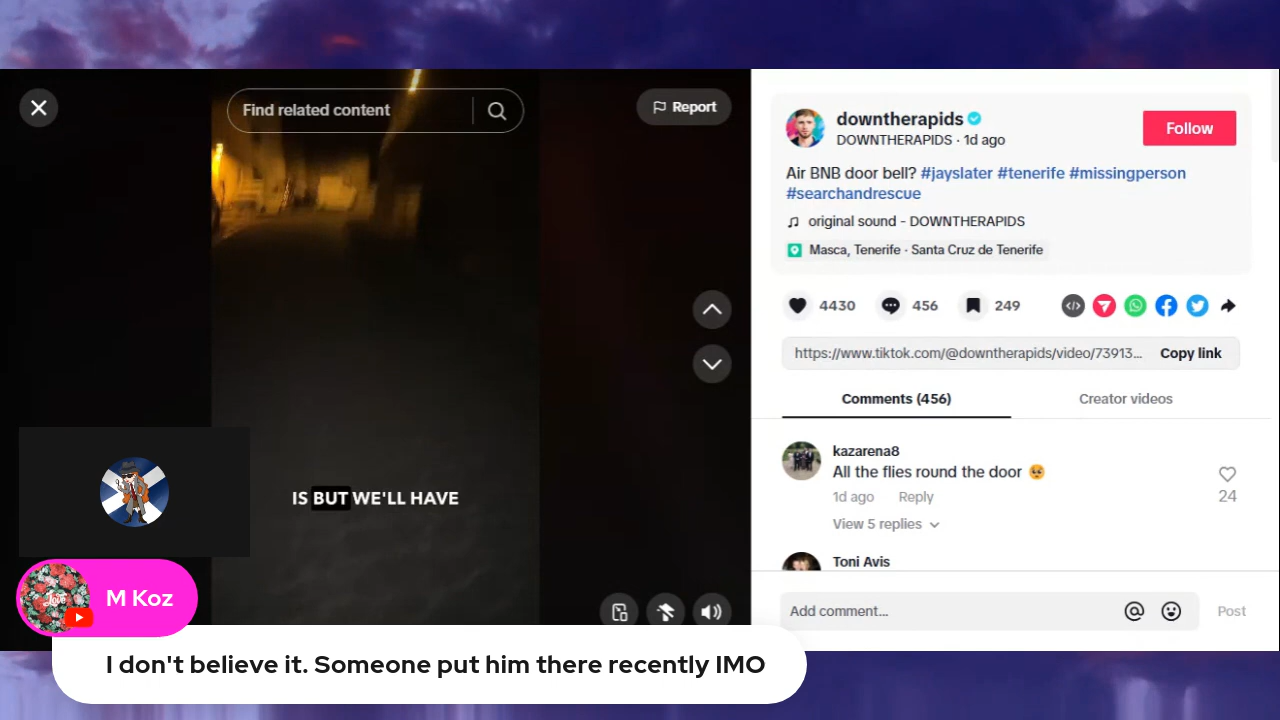 Find related content
Report
IS BUT WE'LL HAVE
downtherapids
DOWNTHERAPIDS · 1d ago
Follow
Air BNB door bell? #jayslater #tenerife #missingperson
#searchandrescue
original sound - DOWNTHERAPIDS
Masca, Tenerife · Santa Cruz de Tenerife
4430
456
249
https://www.tiktok.com/@downtherapids/video/73913...
Copy link
Comments (456)
Creator videos
kazarena8
All the flies round the door 🥺
1d ago
Reply
24
View 5 replies
Toni Avis
Add comment...
Post
Love
M Koz
I don't believe it. Someone put him there recently IMO